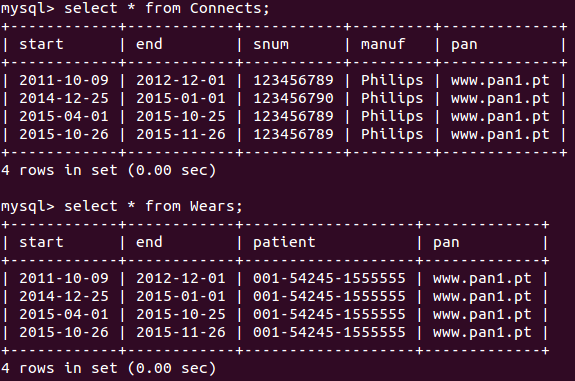 mysql> select * from Connects;
+------------+------------+-----------+---------+-------------+
| start      | end        | snum      | manuf   | pan         |
+------------+------------+-----------+---------+-------------+
| 2011-10-09 | 2012-12-01 | 123456789 | Philips | www.pan1.pt |
| 2014-12-25 | 2015-01-01 | 123456790 | Philips | www.pan1.pt |
| 2015-04-01 | 2015-10-25 | 123456789 | Philips | www.pan1.pt |
| 2015-10-26 | 2015-11-26 | 123456789 | Philips | www.pan1.pt |
+------------+------------+-----------+---------+-------------+
4 rows in set (0.00 sec)
mysql> select * from Wears;
+------------+------------+-------------------+-------------+
| start      | end        | patient           | pan         |
+------------+------------+-------------------+-------------+
| 2011-10-09 | 2012-12-01 | 001-54245-1555555 | www.pan1.pt |
| 2014-12-25 | 2015-01-01 | 001-54245-1555555 | www.pan1.pt |
| 2015-04-01 | 2015-10-25 | 001-54245-1555555 | www.pan1.pt |
| 2015-10-26 | 2015-11-26 | 001-54245-1555555 | www.pan1.pt |
+------------+------------+-------------------+-------------+
4 rows in set (0.00 sec)